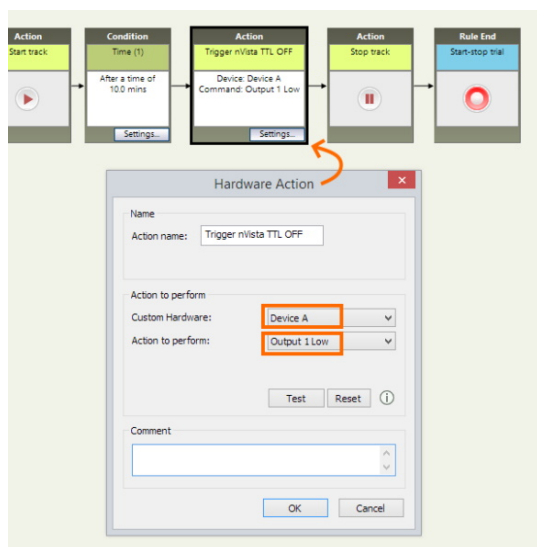 Action
Start track
Condition
Time (1)
After a time of
10.0 mins
Settings...
Action
Trigger nVista TTL OFF
Device: Device A
Command: Output 1 Low
Settings...
Action
Stop track
Rule End
Start-stop trial
Hardware Action
×
Name
Action name: Trigger nVista TTL OFF
Action to perform
Custom Hardware: Device A
Action to perform: Output 1 Low
Test Reset i
Comment
OK Cancel